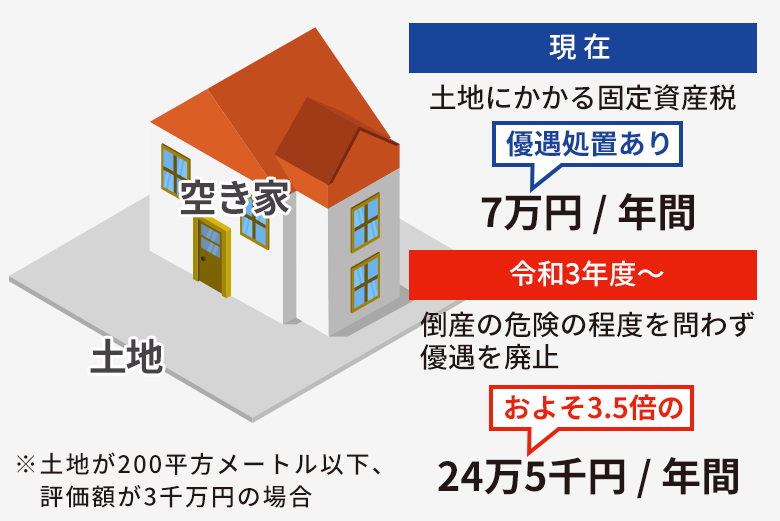 現在
土地にかかる固定資産税
優遇処置あり
7万円 / 年間
空き家
令和3年度～
倒産の危険の程度を問わず
優遇を廃止
土地
およそ3.5倍の
24万5千円 / 年間
※土地が200平方メートル以下、
評価額が3千万円の場合